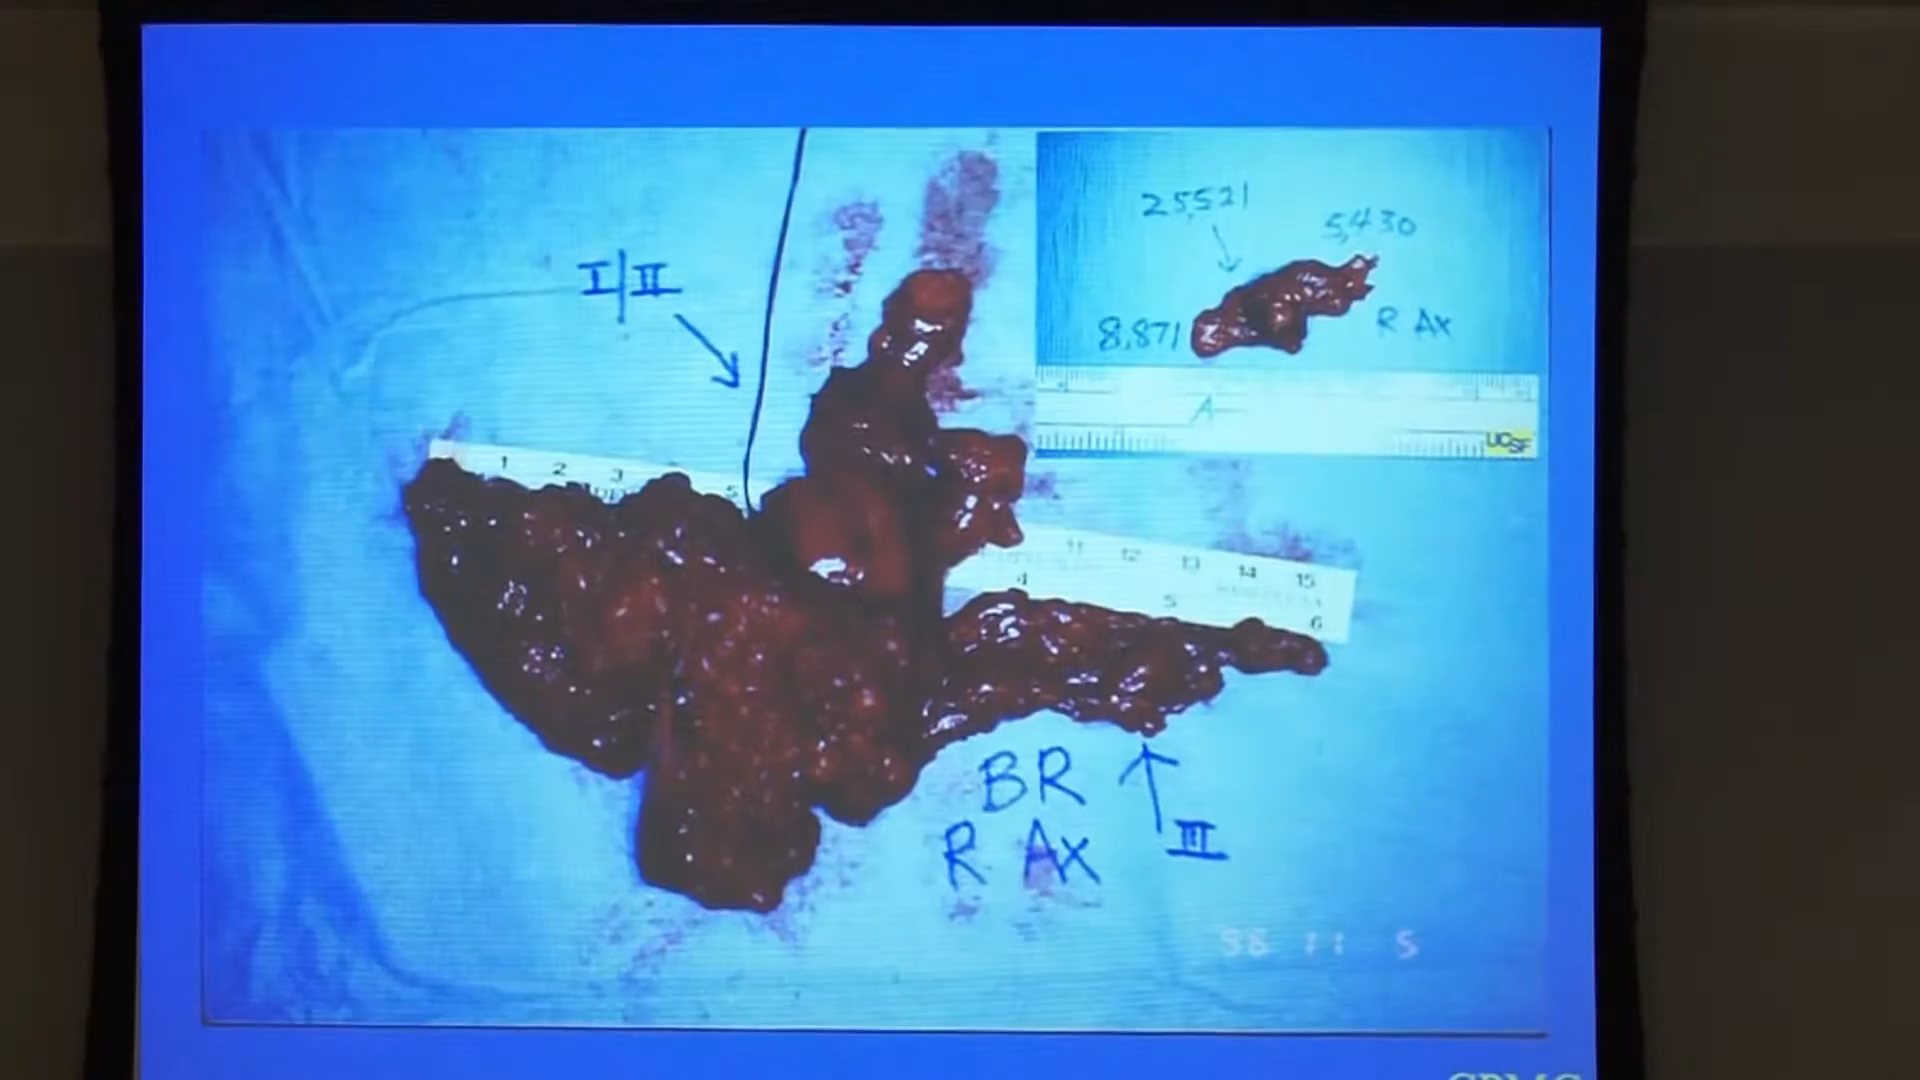 I|II
25,521
5,430
8,871
R Ax
A
UCSF
1 2 3 5
11 12 13 14 15
4 5 6
BR
R Ax
III
96 11 5